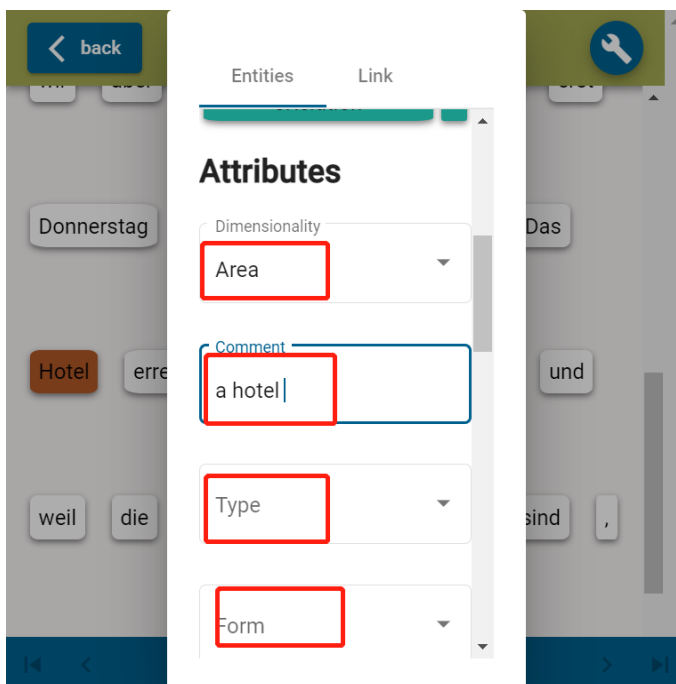 back
Entities Link
Attributes
Dimensionality
Donnerstag Das
Area
Comment
Hotel erre und
a hotel
Type
weil die sind ,
Form